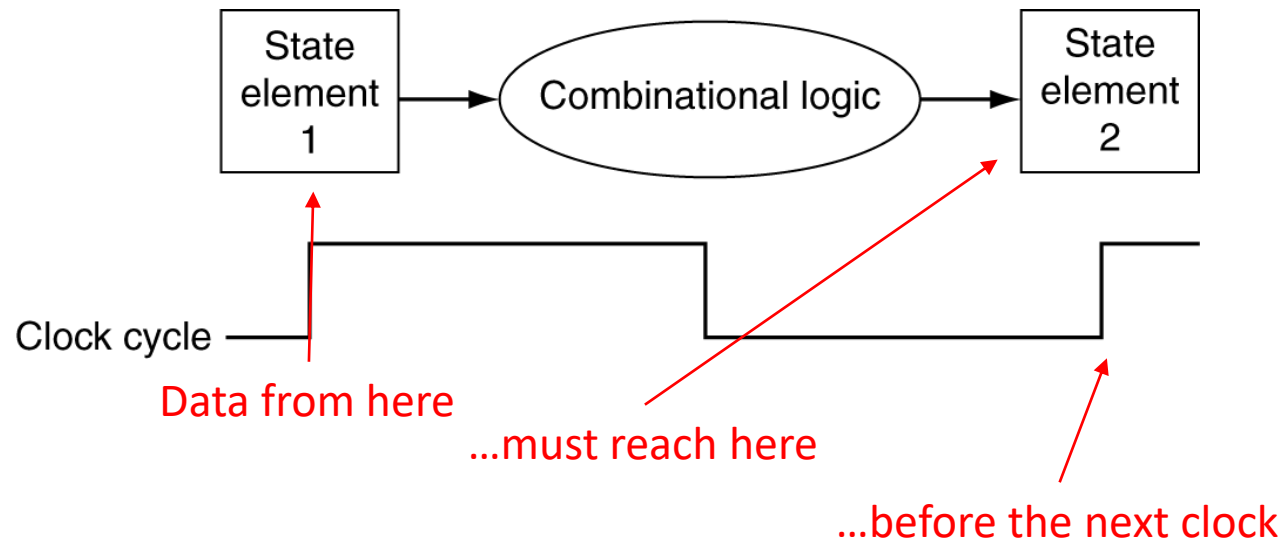 State
element
1
Combinational logic
State
element
2
Clock cycle
Data from here
...must reach here
...before the next clock